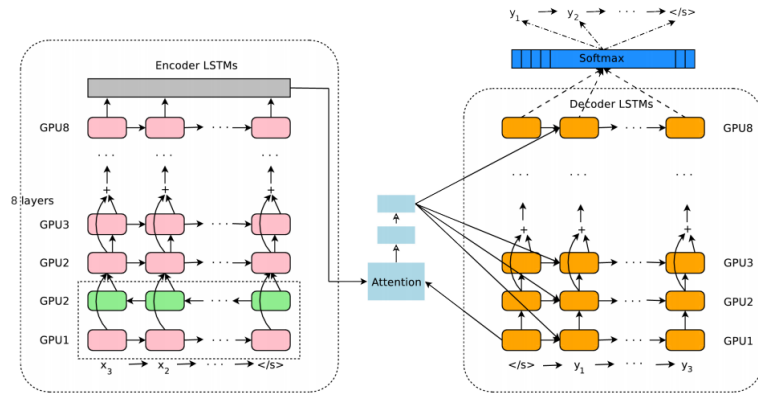 y1 y2 ... </s>
Softmax
Encoder LSTMs
Decoder LSTMs
GPU8 ... ... GPU8
... ... ... ... ... ...
+ + +
8 layers
GPU3 ...
+ + +
GPU2 ... ... GPU3
Attention
GPU2 ... ... GPU2
GPU1 ... ... GPU1
x3 x2 ... </s>
</s> y1 ... y3